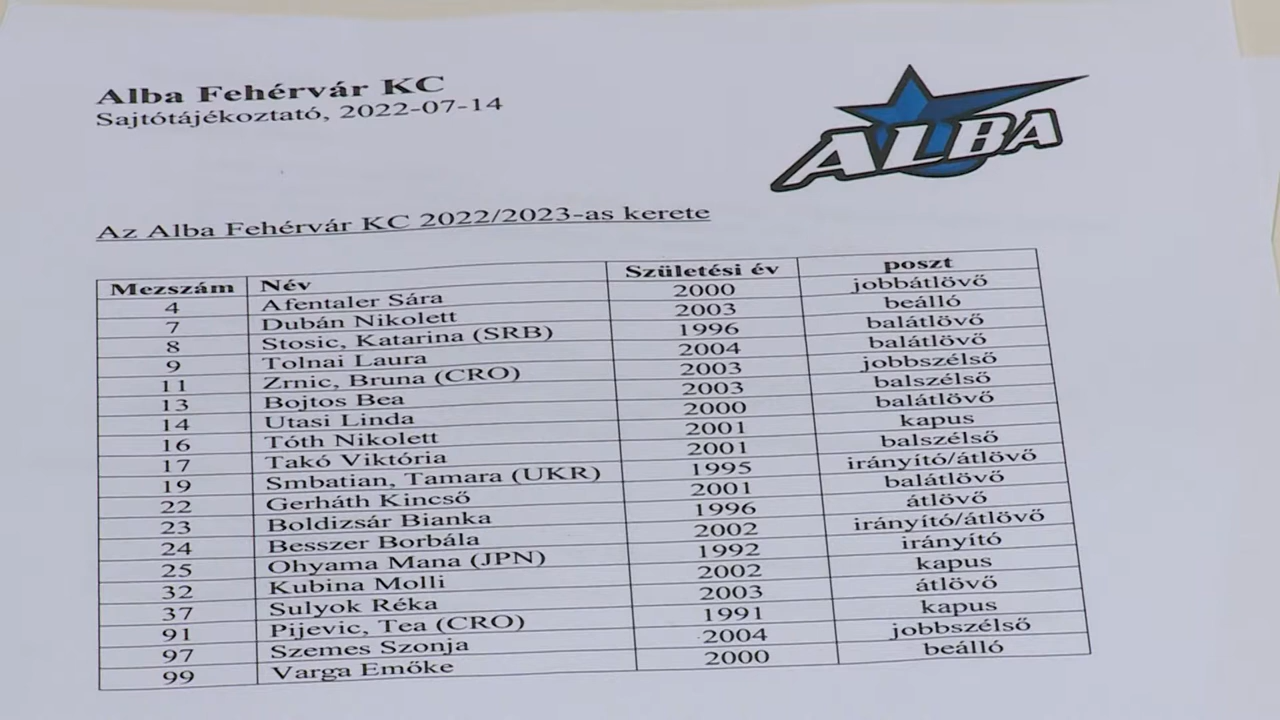 Alba Fehérvár KC
Sajtótájékoztató, 2022-07-14
ALBA
Az Alba Fehérvár KC 2022/2023-as kerete
Mezszám Név Születési év poszt
4 Afentaler Sára 2000 jobbátlövő
7 Dubán Nikolett 2003 beálló
8 Stosic, Katarina (SRB) 1996 balátlövő
9 Tolnai Laura 2004 balátlövő
11 Zrnic, Bruna (CRO) 2003 jobbszélső
13 Bojtos Bea 2003 balszélső
14 Utasi Linda 2000 balátlövő
16 Tóth Nikolett 2001 kapus
17 Takó Viktória 2001 balszélső
19 Smbatian, Tamara (UKR) 1995 irányító/átlövő
22 Gerháth Kincső 2001 balátlövő
23 Boldizsár Bianka 1996 átlövő
24 Besszer Borbála 2002 irányító/átlövő
25 Ohyama Mana (JPN) 1992 irányító
32 Kubina Molli 2002 kapus
37 Sulyok Réka 2003 átlövő
91 Pijevic, Tea (CRO) 1991 kapus
97 Szemes Szonja 2004 jobbszélső
99 Varga Emőke 2000 beálló